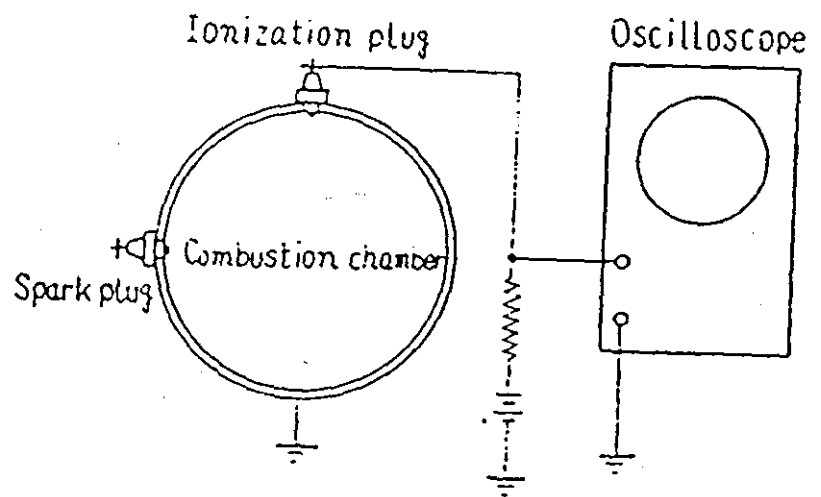 Ionization plug
Oscilloscope
Combustion chamber
Spark plug